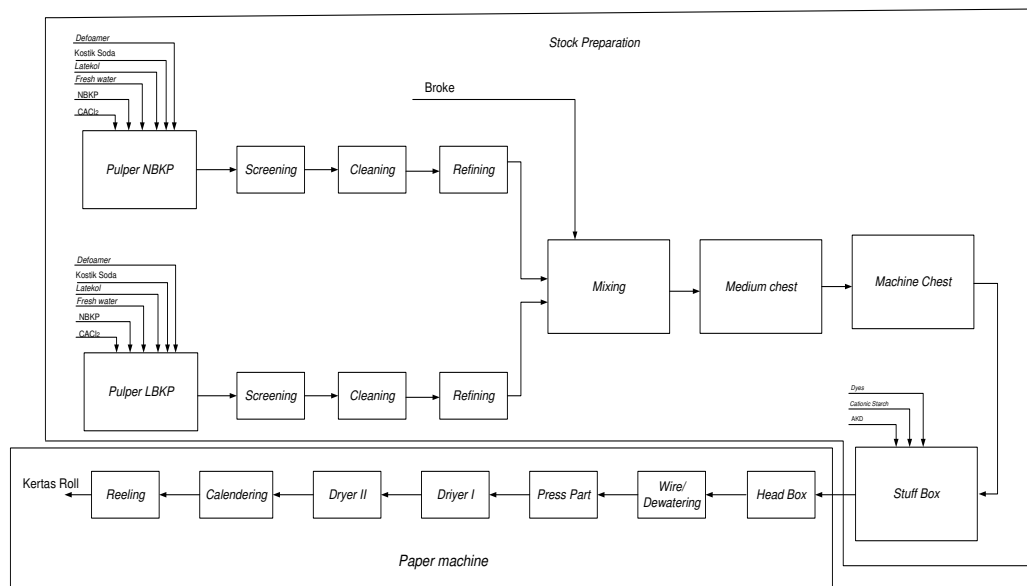 Stock Preparation
Defoamer
Kostik Soda
Latekol
Fresh water
NBKP
CACl2
Pulper NBKP
Screening
Cleaning
Refining
Broke
Mixing
Medium chest
Machine Chest
Defoamer
Kostik Soda
Latekol
Fresh water
NBKP
CACl2
Pulper LBKP
Screening
Cleaning
Refining
Dyes
Cationic Starch
AKD
Stuff Box
Head Box
Wire/
Dewatering
Press Part
Driyer I
Dryer II
Calendering
Reeling
Kertas Roll
Paper machine